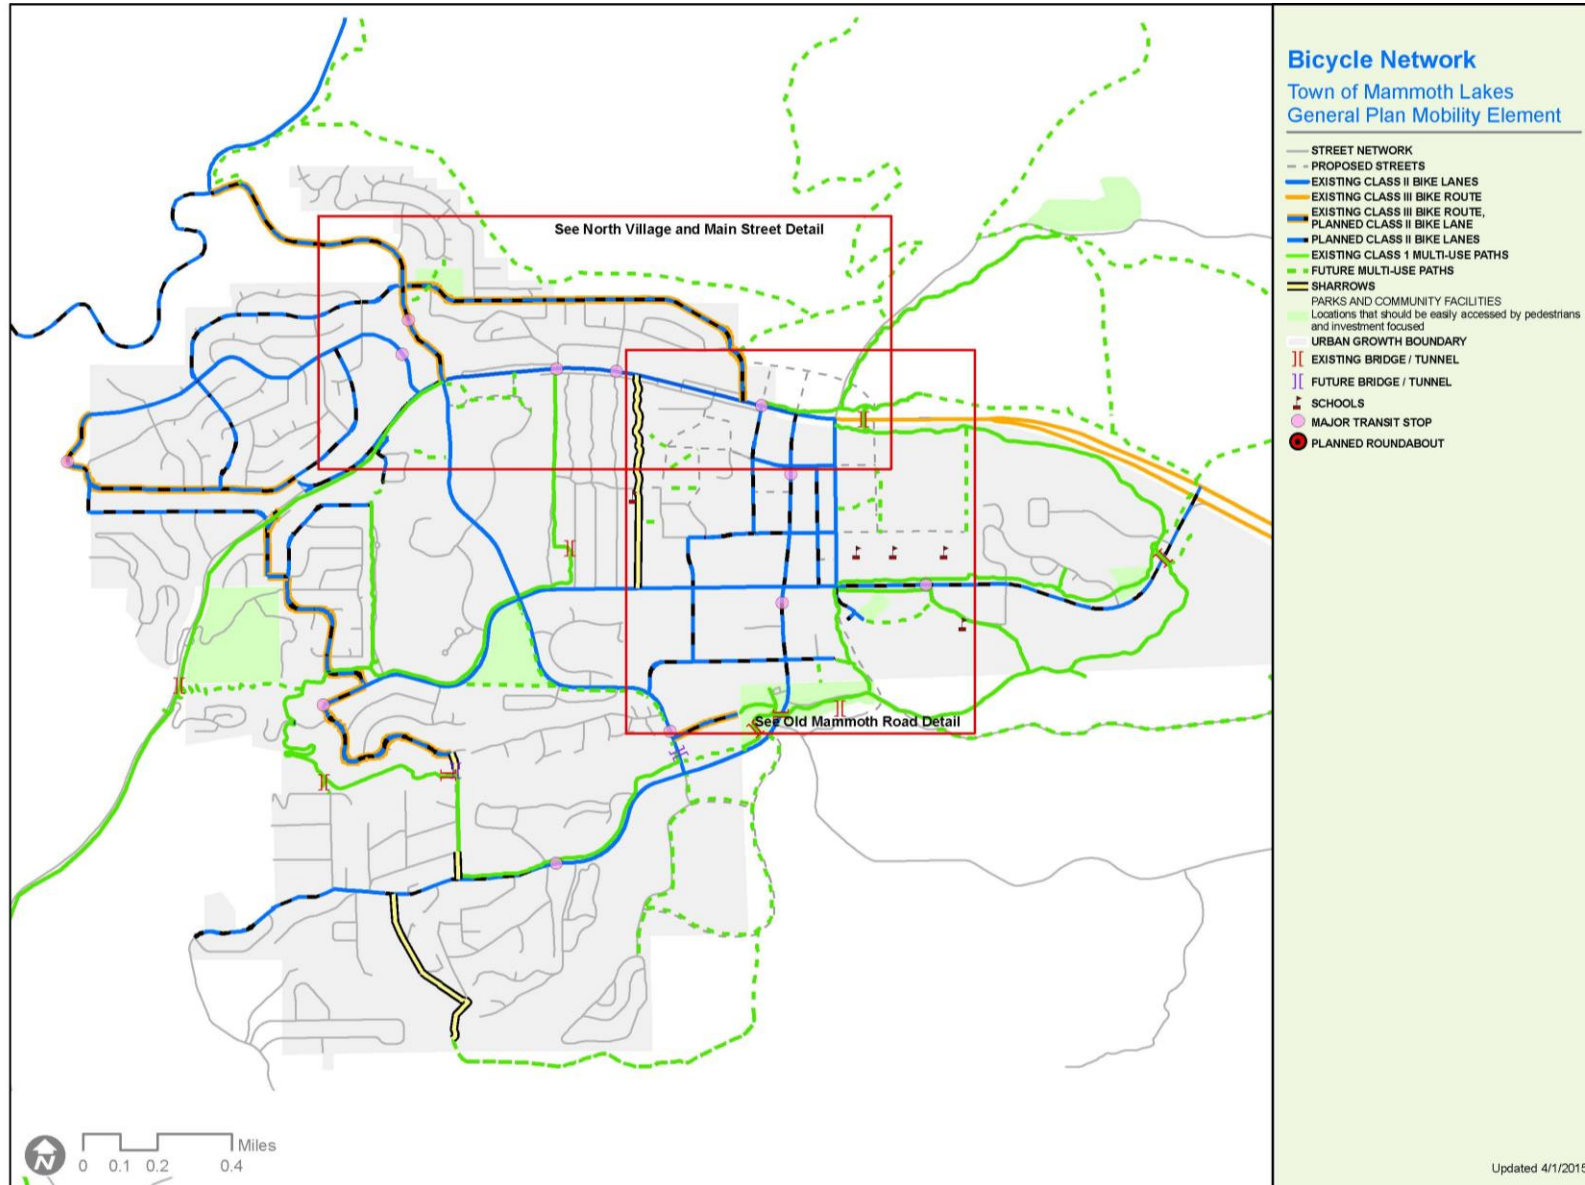 See North Village and Main Street Detail
See Old Mammoth Road Detail
N
Miles
0 0.1 0.2 0.4
Bicycle Network
Town of Mammoth Lakes
General Plan Mobility Element
STREET NETWORK
PROPOSED STREETS
EXISTING CLASS II BIKE LANES
EXISTING CLASS III BIKE ROUTE
EXISTING CLASS III BIKE ROUTE,
PLANNED CLASS II BIKE LANE
PLANNED CLASS II BIKE LANES
EXISTING CLASS 1 MULTI-USE PATHS
FUTURE MULTI-USE PATHS
SHARROWS
PARKS AND COMMUNITY FACILITIES
Locations that should be easily accessed by pedestrians
and investment focused
URBAN GROWTH BOUNDARY
EXISTING BRIDGE / TUNNEL
FUTURE BRIDGE / TUNNEL
SCHOOLS
MAJOR TRANSIT STOP
PLANNED ROUNDABOUT
Updated 4/1/2015